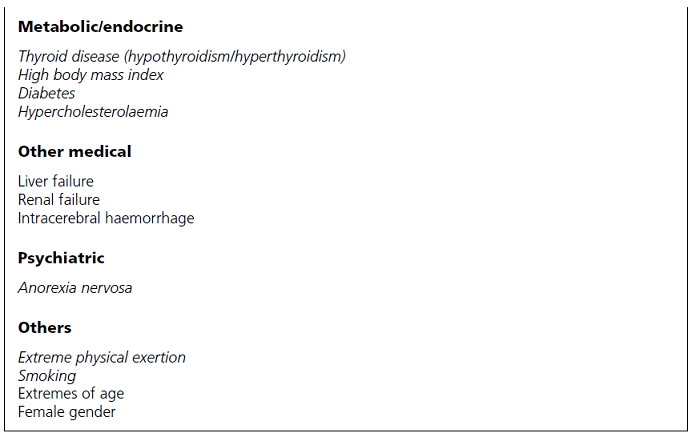 Metabolic/endocrine
Thyroid disease (hypothyroidism/hyperthyroidism)
High body mass index
Diabetes
Hypercholesterolaemia
Other medical
Liver failure
Renal failure
Intracerebral haemorrhage
Psychiatric
Anorexia nervosa
Others
Extreme physical exertion
Smoking
Extremes of age
Female gender